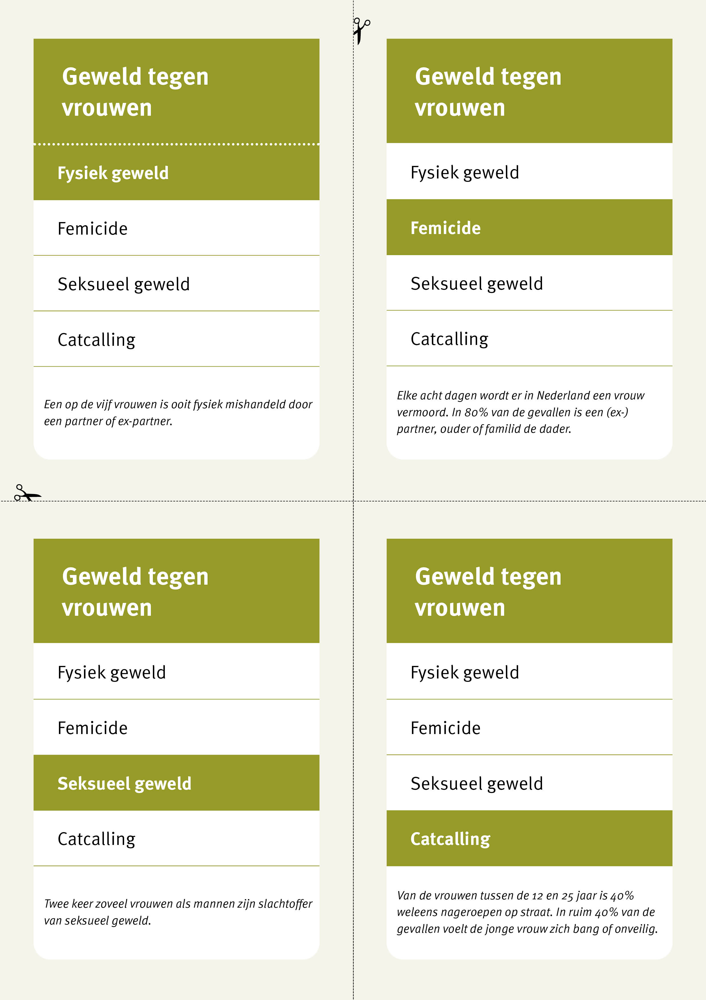 Geweld tegen
vrouwen
Fysiek geweld
Femicide
Seksueel geweld
Catcalling
Een op de vijf vrouwen is ooit fysiek mishandeld door
een partner of ex-partner.
Geweld tegen
vrouwen
Fysiek geweld
Femicide
Seksueel geweld
Catcalling
Elke acht dagen wordt er in Nederland een vrouw
vermoord. In 80% van de gevallen is een (ex-)
partner, ouder of familid de dader.
Geweld tegen
vrouwen
Fysiek geweld
Femicide
Seksueel geweld
Catcalling
Twee keer zoveel vrouwen als mannen zijn slachtoffer
van seksueel geweld.
Geweld tegen
vrouwen
Fysiek geweld
Femicide
Seksueel geweld
Catcalling
Van de vrouwen tussen de 12 en 25 jaar is 40%
weleens nageroepen op straat. In ruim 40% van de
gevallen voelt de jonge vrouw zich bang of onveilig.